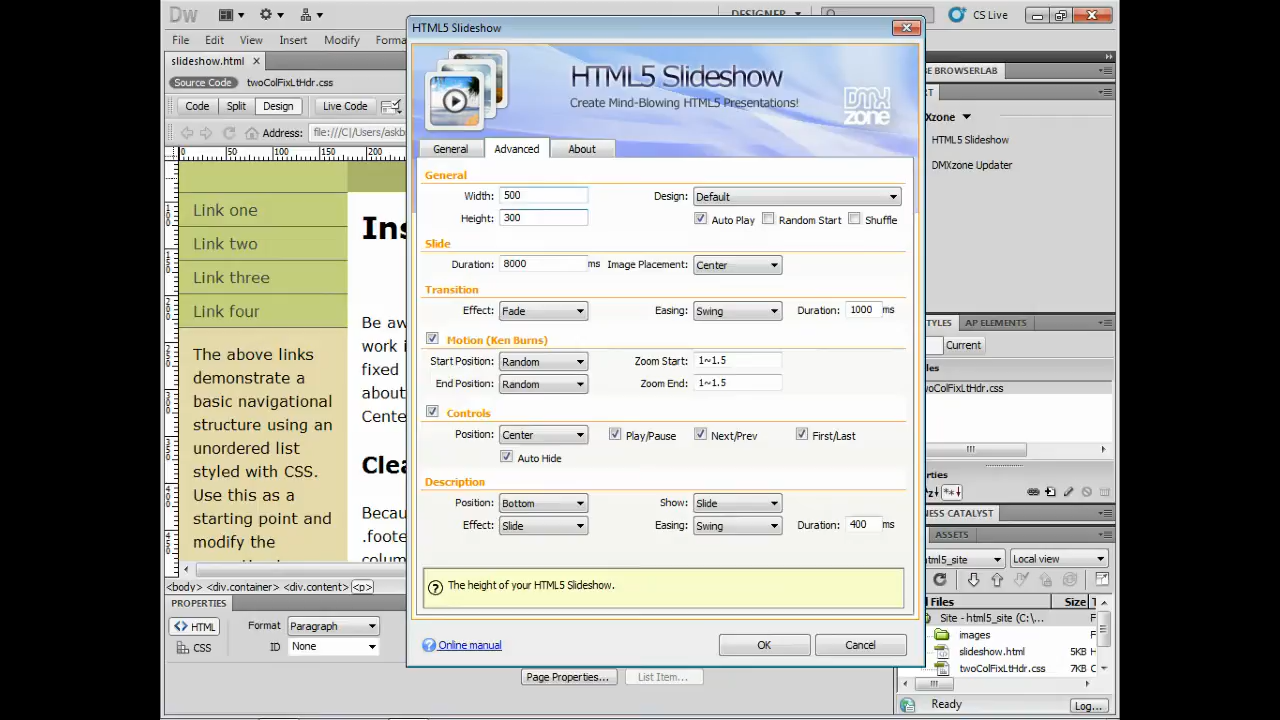 Dw
DESIGNER
CS Live
File Edit View Insert Modify Forma
slideshow.html
Source Code twoColFixLtHdr.css
Code Split Design Live Code
Address: file:///C|/Users/askb
0 50 100 150 200
Link one
Link two
Link three
Link four
The above links
demonstrate a
basic navigational
structure using an
unordered list
styled with CSS.
Use this as a
starting point and
modify the
Ins
Be aw
work i
fixed
about
Cente
Clea
Becau
.foote
colum
<body> <div.container> <div.content> <p>
PROPERTIES
<> HTML
CSS
Format Paragraph
ID None
Page Properties... List Item...
HTML5 Slideshow
HTML5 Slideshow
Create Mind-Blowing HTML5 Presentations!
DMX
zone
General Advanced About
General
Width: 500 Design: Default
Height: 300 Auto Play Random Start Shuffle
Slide
Duration: 8000 ms Image Placement: Center
Transition
Effect: Fade Easing: Swing Duration: 1000 ms
Motion (Ken Burns)
Start Position: Random Zoom Start: 1~1.5
End Position: Random Zoom End: 1~1.5
Controls
Position: Center Play/Pause Next/Prev First/Last
Auto Hide
Description
Position: Bottom Show: Slide
Effect: Slide Easing: Swing Duration: 400 ms
The height of your HTML5 Slideshow.
Online manual
OK Cancel
E BROWSERLAB
RT
Xzone
HTML5 Slideshow
DMXzone Updater
TYLES AP ELEMENTS
Current
les
woColFixLtHdr.css
erties
NESS CATALYST
ASSETS
tml5_site Local view
l Files Size
Site - html5_site (C:\... F
images F
slideshow.html 5KB H
twoColFixLtHdr.css 7KB C
Ready Log...